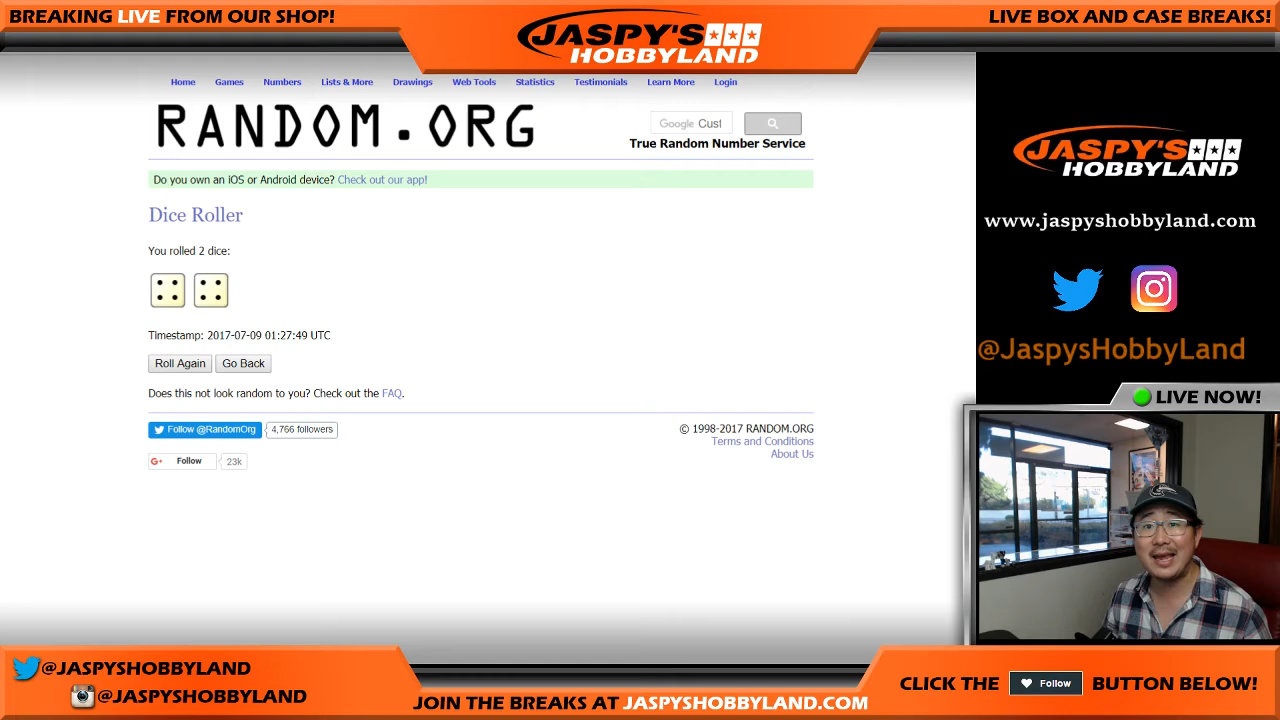 BREAKING LIVE FROM OUR SHOP!
JASPY'S
HOBBYLAND
LIVE BOX AND CASE BREAKS!
Home Games Numbers Lists & More Drawings Web Tools Statistics Testimonials Learn More Login
RANDOM.ORG
Google Cust
True Random Number Service
Do you own an iOS or Android device? Check out our app!
Dice Roller
You rolled 2 dice:
Timestamp: 2017-07-09 01:27:49 UTC
Roll Again Go Back
Does this not look random to you? Check out the FAQ.
Follow @RandomOrg 4,766 followers
G+ Follow 23k
© 1998-2017 RANDOM.ORG
Terms and Conditions
About Us
JASPY'S
HOBBYLAND
www.jaspyshobbyland.com
@JaspysHobbyLand
LIVE NOW!
@JASPYSHOBBYLAND
@JASPYSHOBBYLAND
JOIN THE BREAKS AT JASPYSHOBBYLAND.COM
CLICK THE Follow BUTTON BELOW!